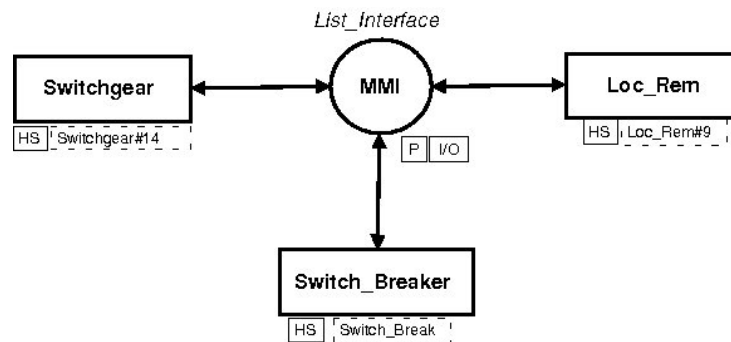 List_Interface
Switchgear
MMI
Loc_Rem
HS Switchgear#14
HS Loc_Rem#9
P I/O
Switch_Breaker
HS Switch_Break